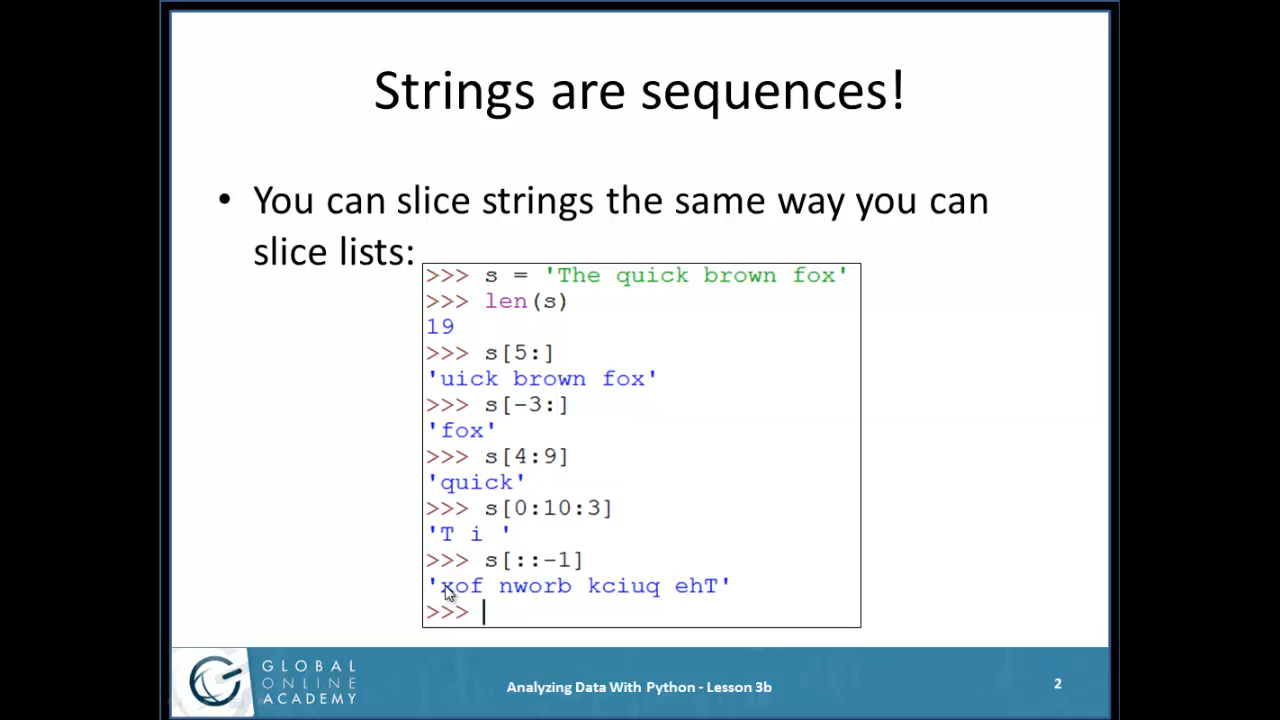 Strings are sequences!
• You can slice strings the same way you can
slice lists:
>>> s = 'The quick brown fox'
>>> len(s)
19
>>> s[5:]
'uick brown fox'
>>> s[-3:]
'fox'
>>> s[4:9]
'quick'
>>> s[0:10:3]
'T i '
>>> s[::-1]
'xof nworb kciuq ehT'
>>>
GLOBAL
ONLINE
ACADEMY
Analyzing Data With Python - Lesson 3b
2